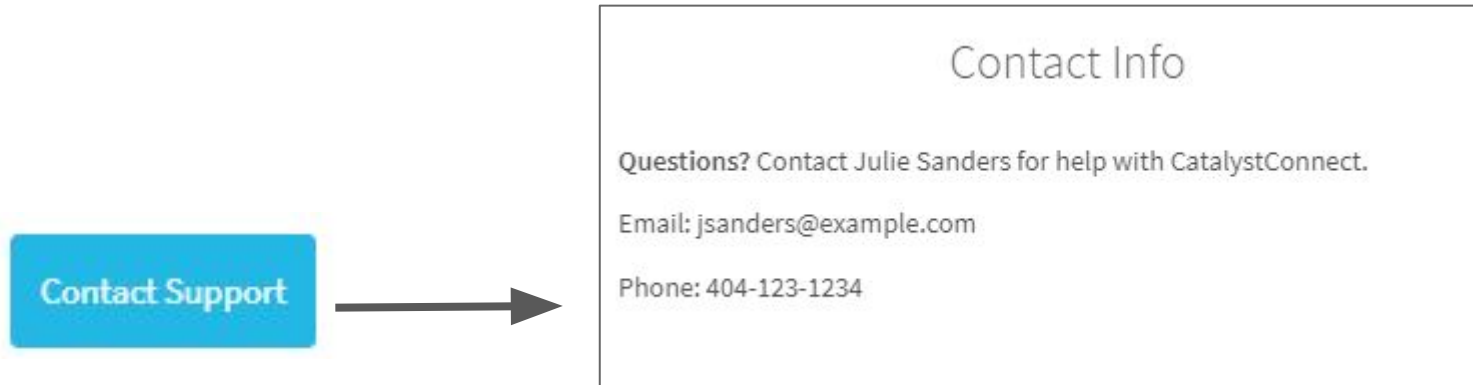 Contact Support
Contact Info
Questions? Contact Julie Sanders for help with CatalystConnect.
Email: jsanders@example.com
Phone: 404-123-1234